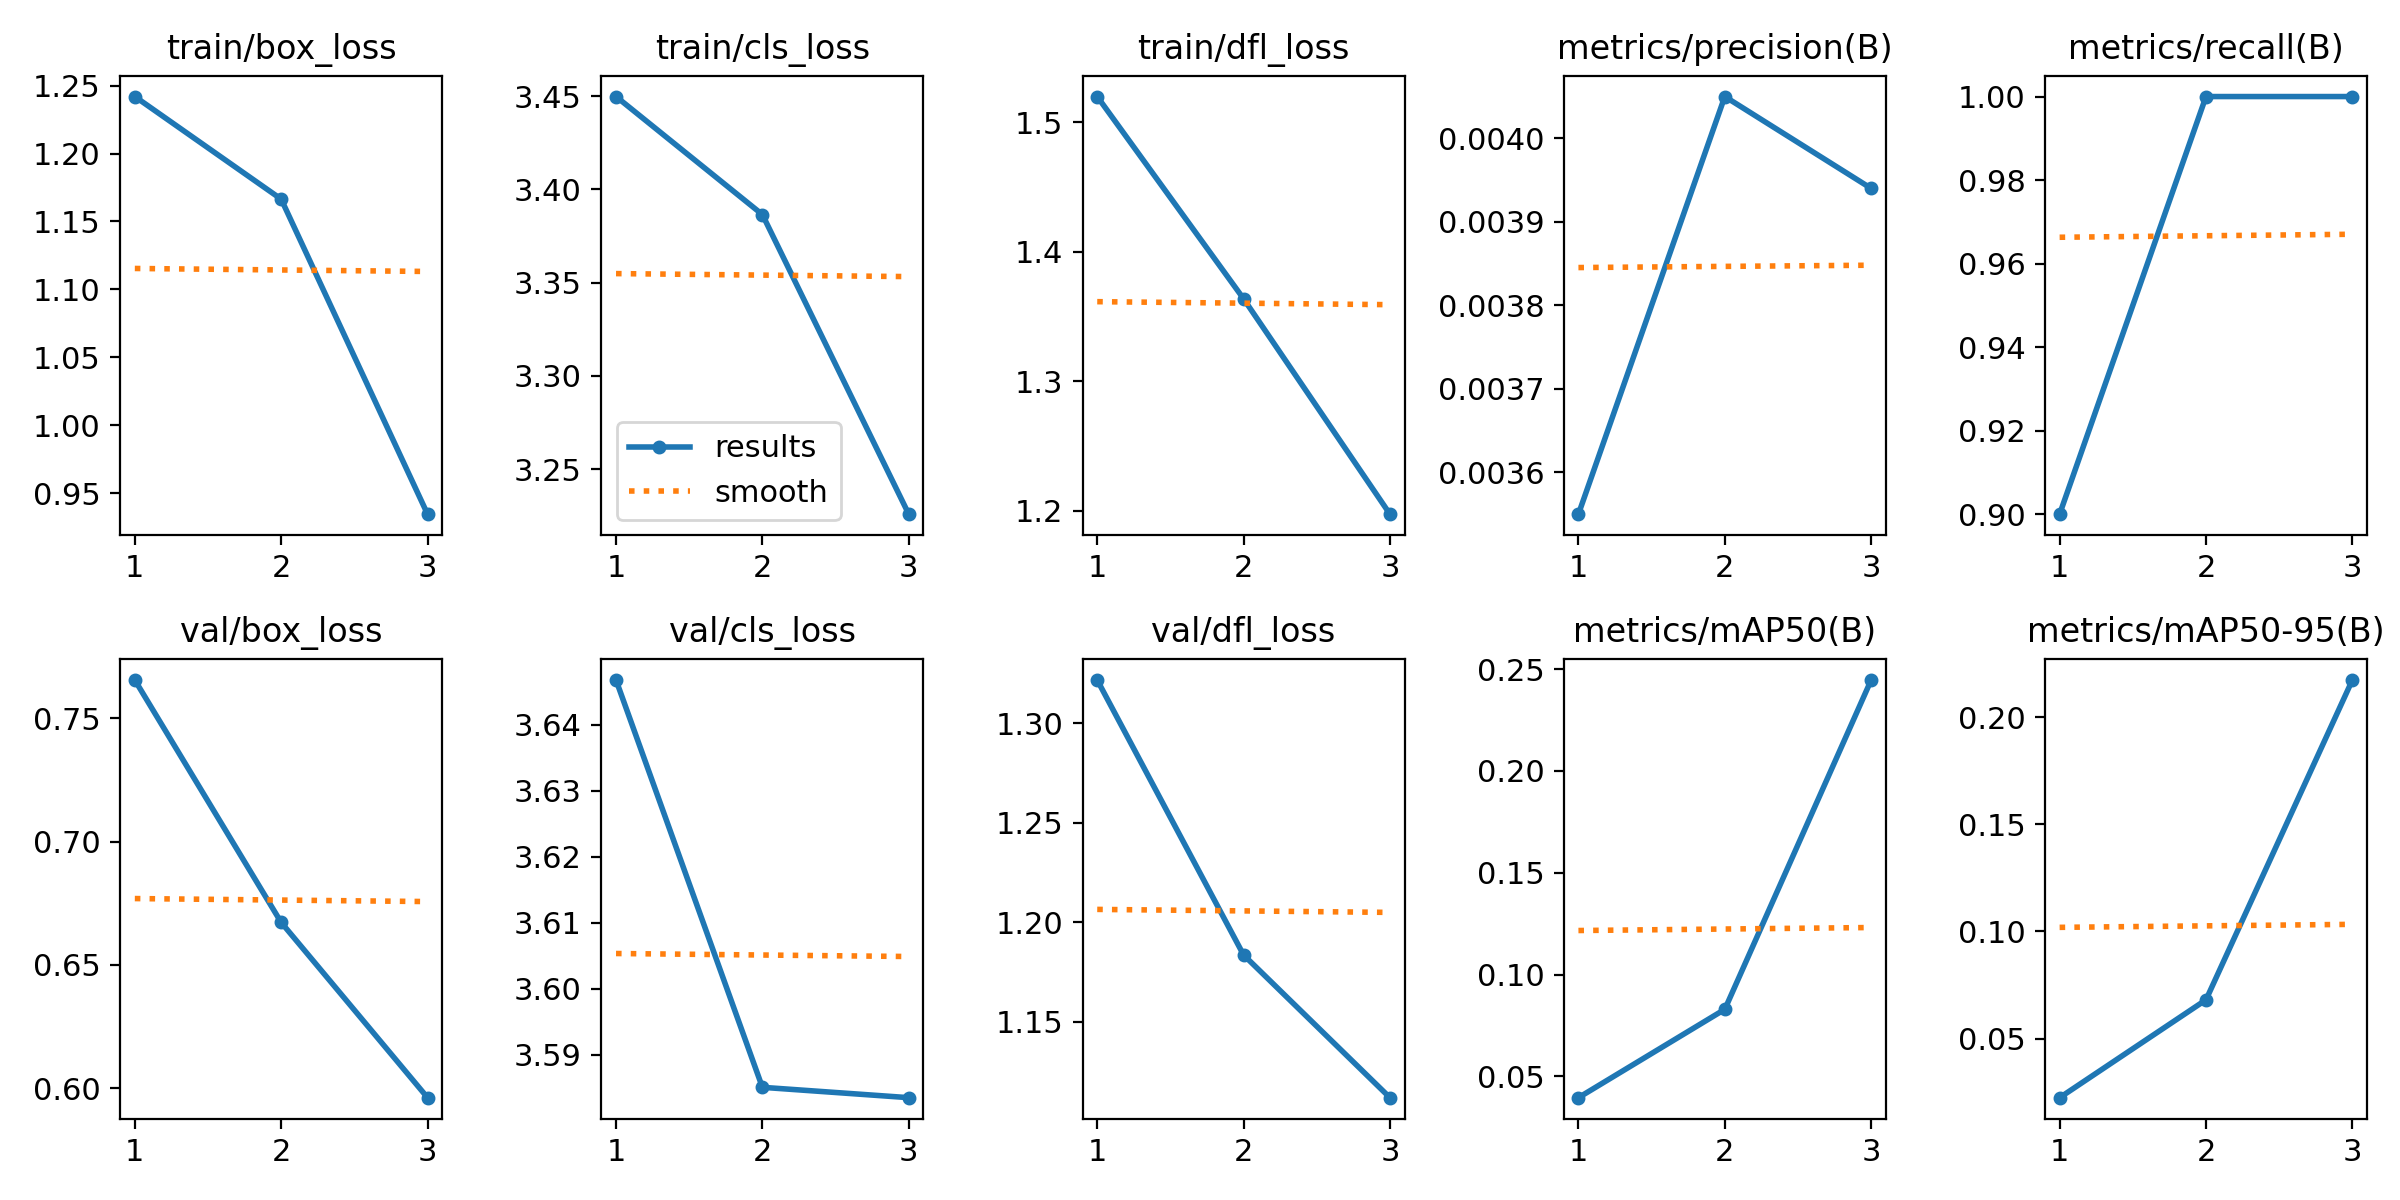 train/box_loss
1.25
1.20
1.15
1.10
1.05
1.00
0.95
1 2 3
train/cls_loss
3.45
3.40
3.35
3.30
3.25
results
smooth
1 2 3
train/dfl_loss
1.5
1.4
1.3
1.2
1 2 3
metrics/precision(B)
0.0040
0.0039
0.0038
0.0037
0.0036
1 2 3
metrics/recall(B)
1.00
0.98
0.96
0.94
0.92
0.90
1 2 3
val/box_loss
0.75
0.70
0.65
0.60
1 2 3
val/cls_loss
3.64
3.63
3.62
3.61
3.60
3.59
1 2 3
val/dfl_loss
1.30
1.25
1.20
1.15
1 2 3
metrics/mAP50(B)
0.25
0.20
0.15
0.10
0.05
1 2 3
metrics/mAP50-95(B)
0.20
0.15
0.10
0.05
1 2 3